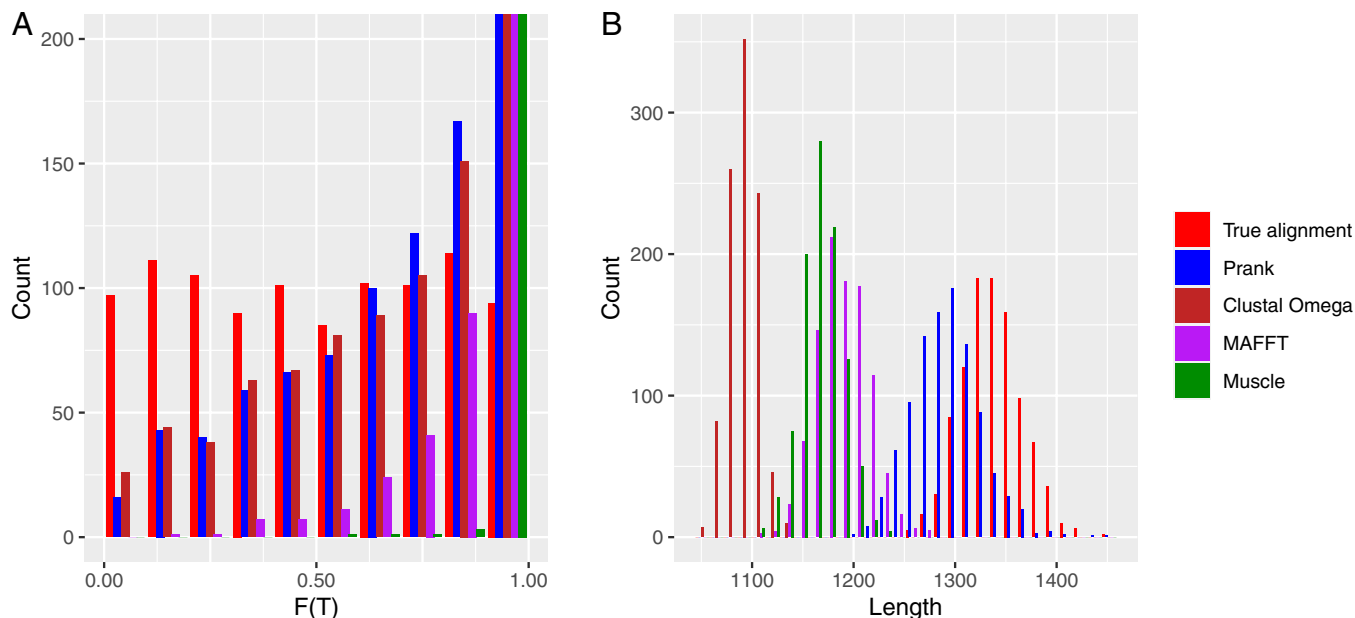 A
200
150
100
50
0
Count
0.00
0.50
1.00
F(T)
B
300
200
100
0
Count
1100
1200
1300
1400
Length
True alignment
Prank
Clustal Omega
MAFFT
Muscle